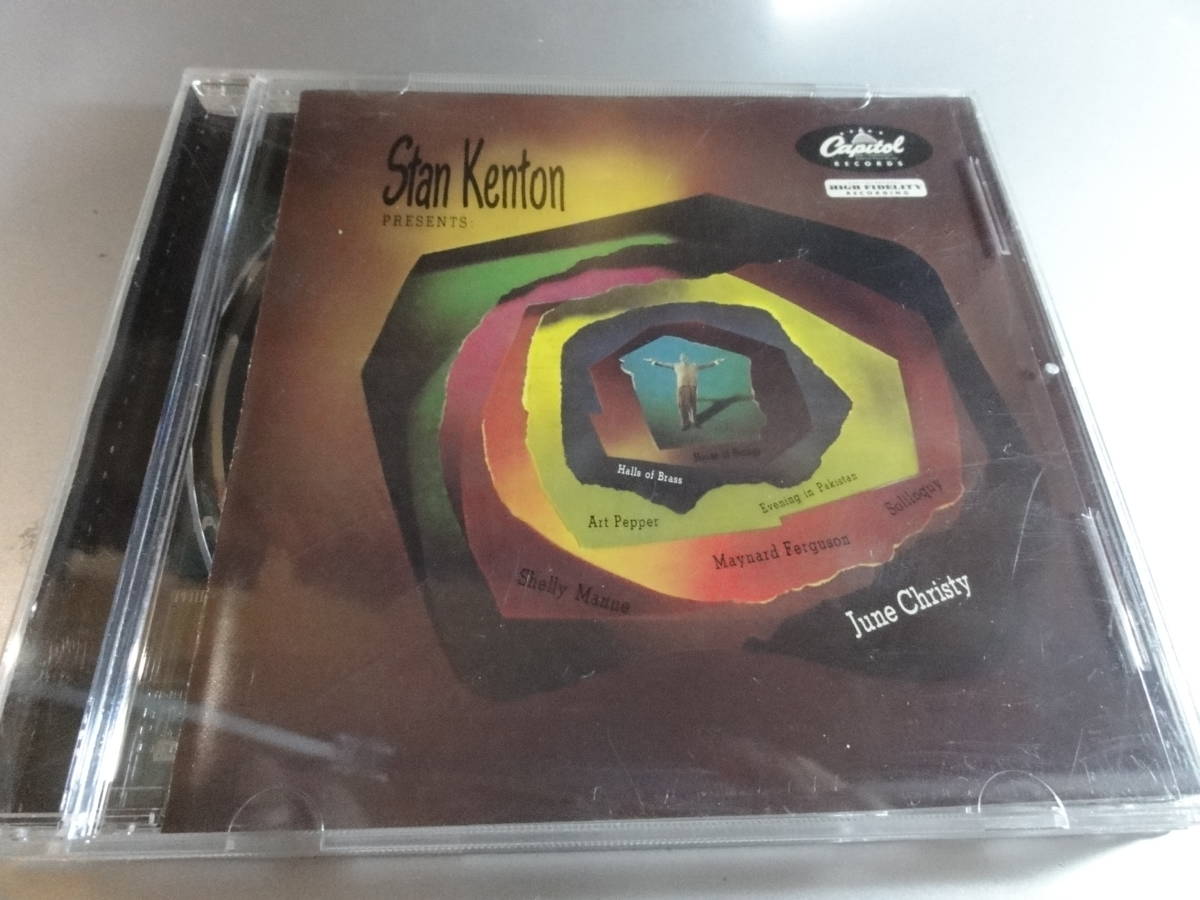 Stan Kenton
PRESENTS:
Capitol
RECORDS
HIGH FIDELITY
RECORDING
House of Strings
Halls of Brass
Evening in Pakistan
Art Pepper
Soliloquy
Maynard Ferguson
Shelly Manne
June Christy